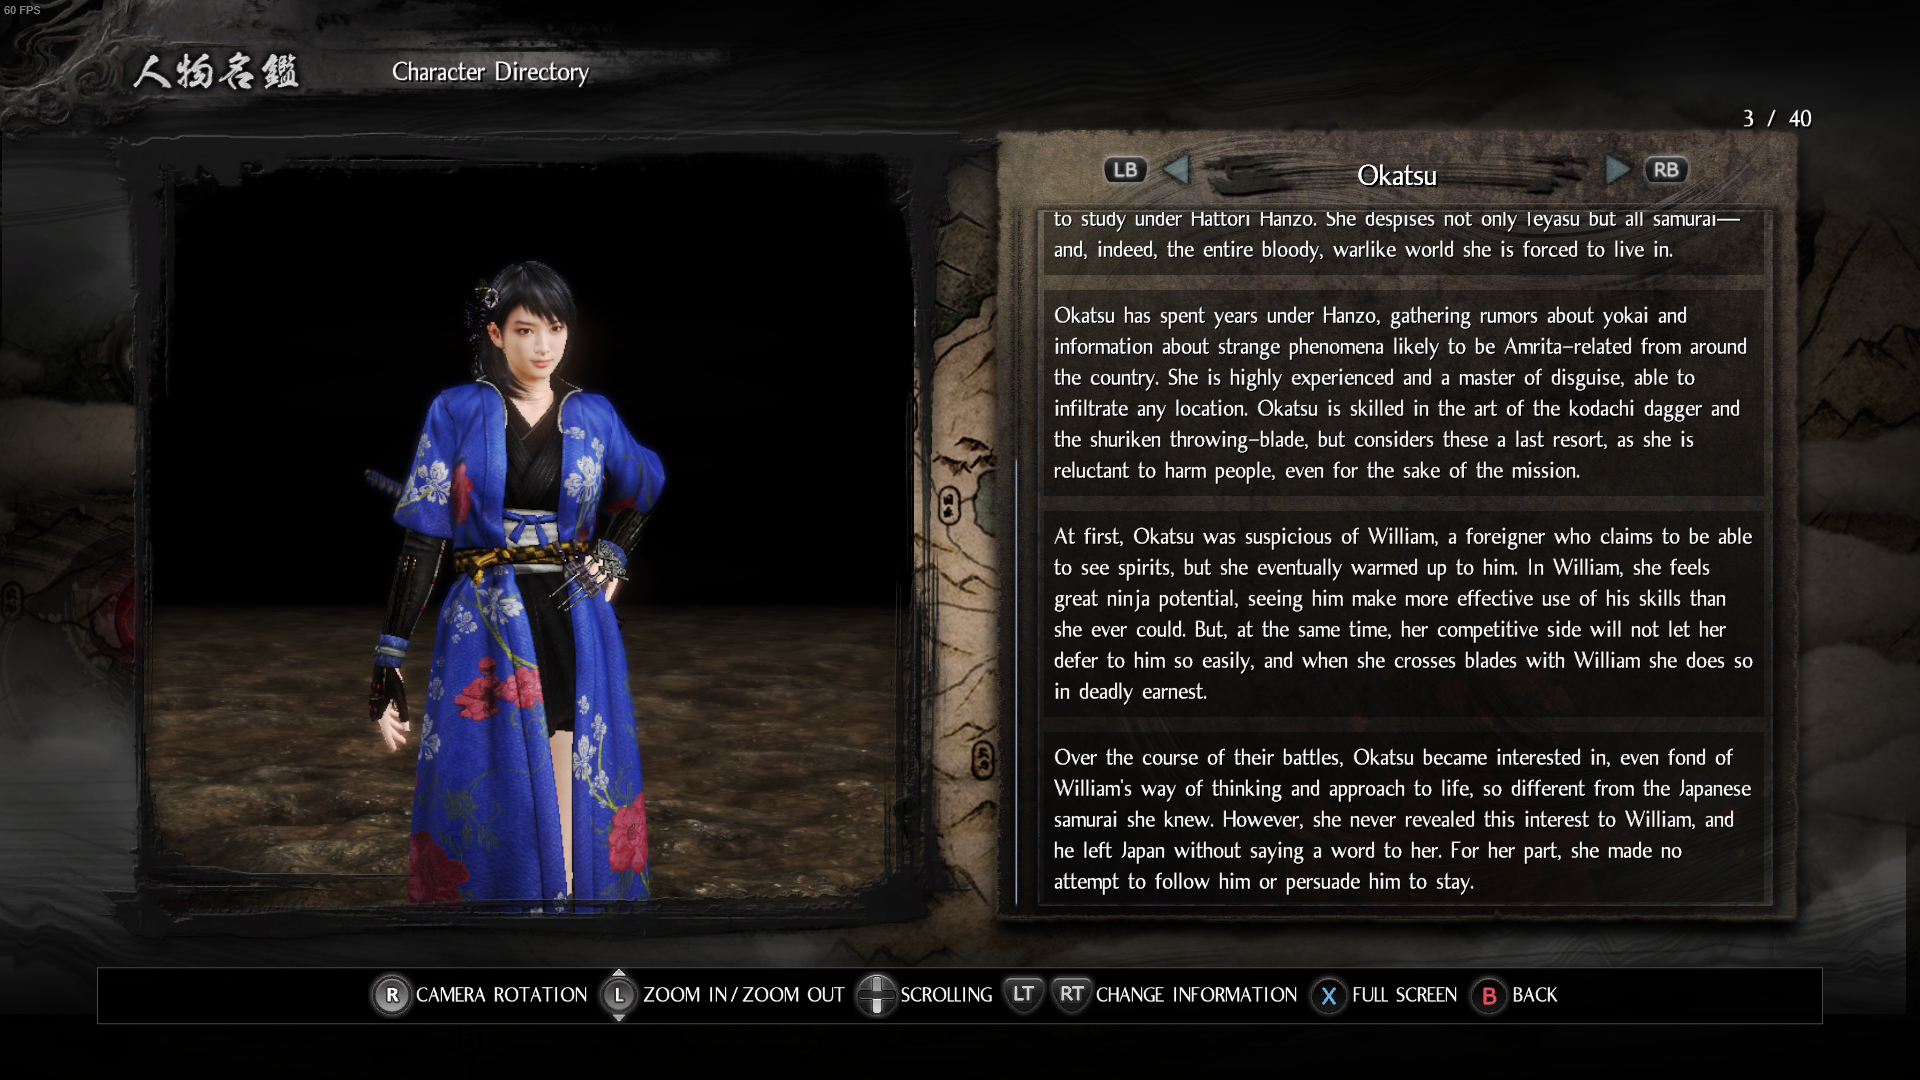 60 FPS
人物名鑑
Character Directory
3 / 40
LB
Okatsu
RB
to study under Hattori Hanzo. She despises not only Ieyasu but all samurai—
and, indeed, the entire bloody, warlike world she is forced to live in.
Okatsu has spent years under Hanzo, gathering rumors about yokai and
information about strange phenomena likely to be Amrita-related from around
the country. She is highly experienced and a master of disguise, able to
infiltrate any location. Okatsu is skilled in the art of the kodachi dagger and
the shuriken throwing-blade, but considers these a last resort, as she is
reluctant to harm people, even for the sake of the mission.
At first, Okatsu was suspicious of William, a foreigner who claims to be able
to see spirits, but she eventually warmed up to him. In William, she feels
great ninja potential, seeing him make more effective use of his skills than
she ever could. But, at the same time, her competitive side will not let her
defer to him so easily, and when she crosses blades with William she does so
in deadly earnest.
Over the course of their battles, Okatsu became interested in, even fond of
William's way of thinking and approach to life, so different from the Japanese
samurai she knew. However, she never revealed this interest to William, and
he left Japan without saying a word to her. For her part, she made no
attempt to follow him or persuade him to stay.
R CAMERA ROTATION L ZOOM IN / ZOOM OUT SCROLLING LT RT CHANGE INFORMATION X FULL SCREEN B BACK